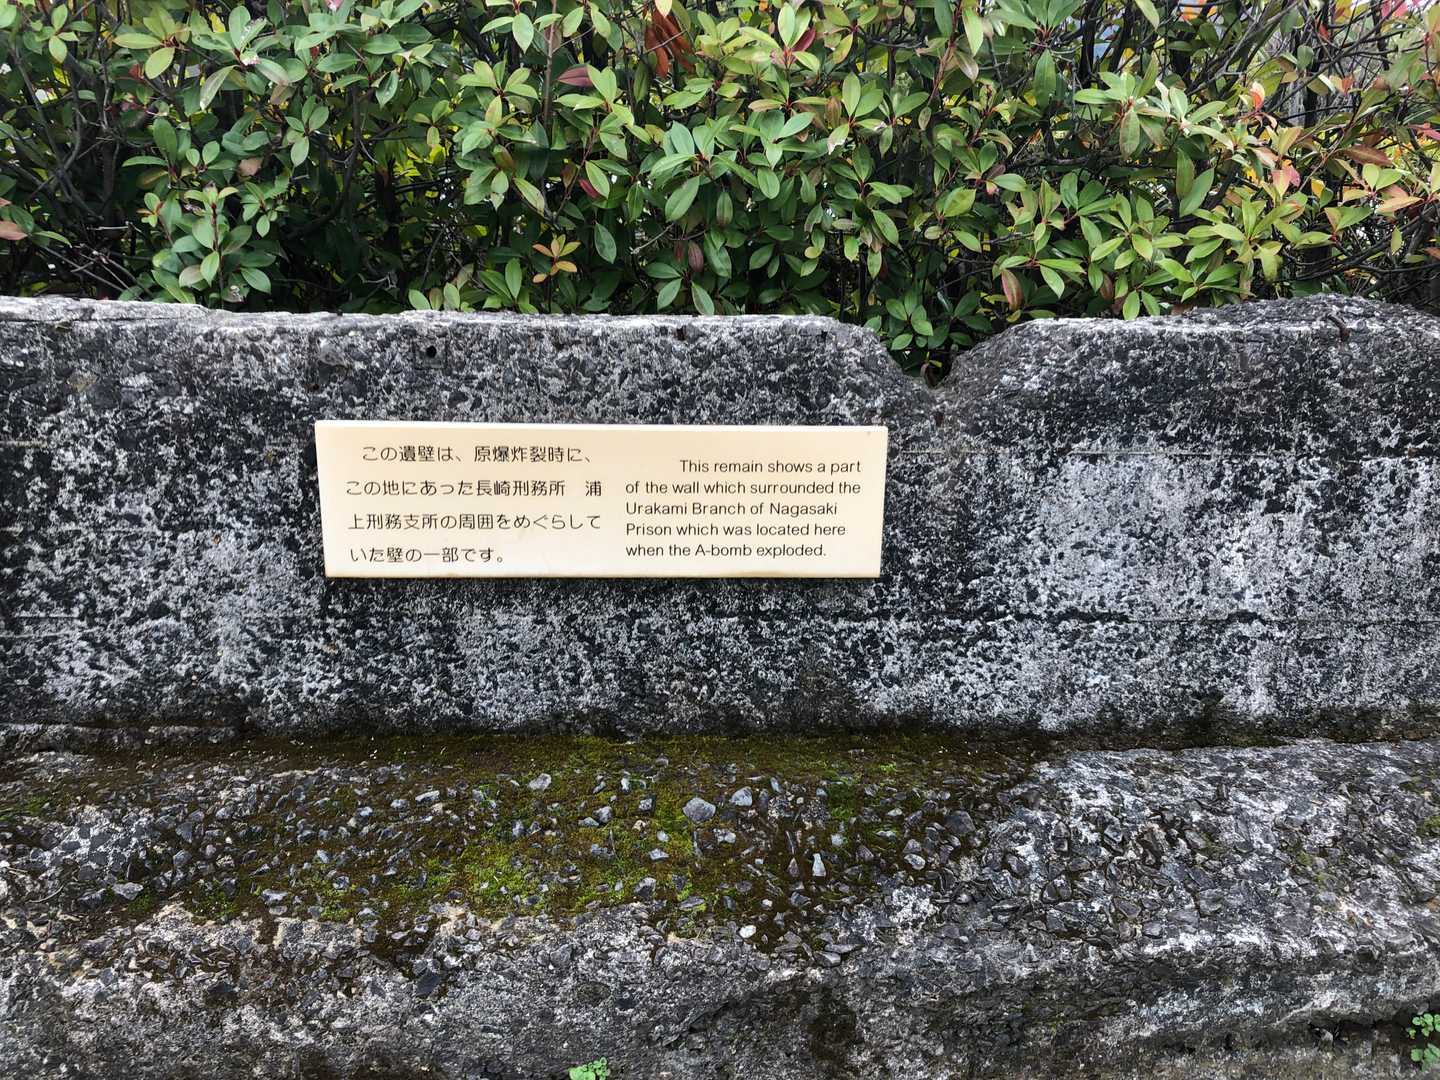 この遺壁は、原爆炸裂時に、
この地にあった長崎刑務所　浦
上刑務支所の周囲をめぐらして
いた壁の一部です。
This remain shows a part
of the wall which surrounded the
Urakami Branch of Nagasaki
Prison which was located here
when the A-bomb exploded.